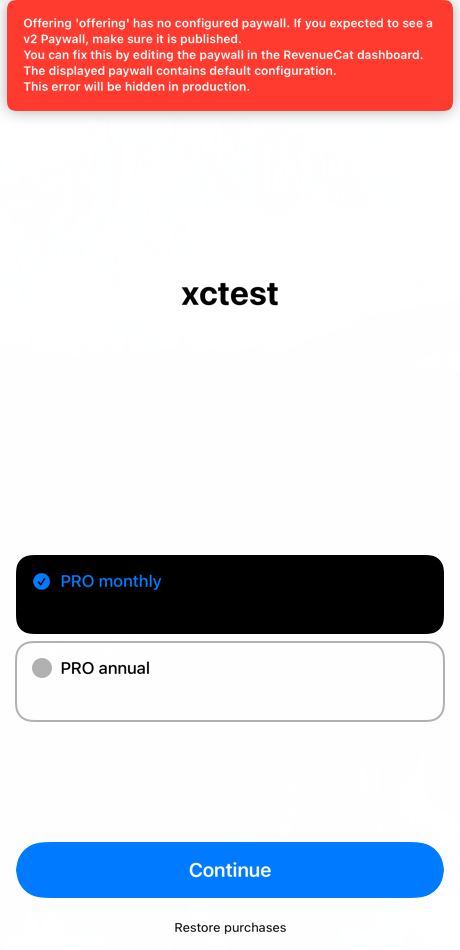 Offering 'offering' has no configured paywall. If you expected to see a
v2 Paywall, make sure it is published.
You can fix this by editing the paywall in the RevenueCat dashboard.
The displayed paywall contains default configuration.
This error will be hidden in production.
xctest
PRO monthly
PRO annual
Continue
Restore purchases